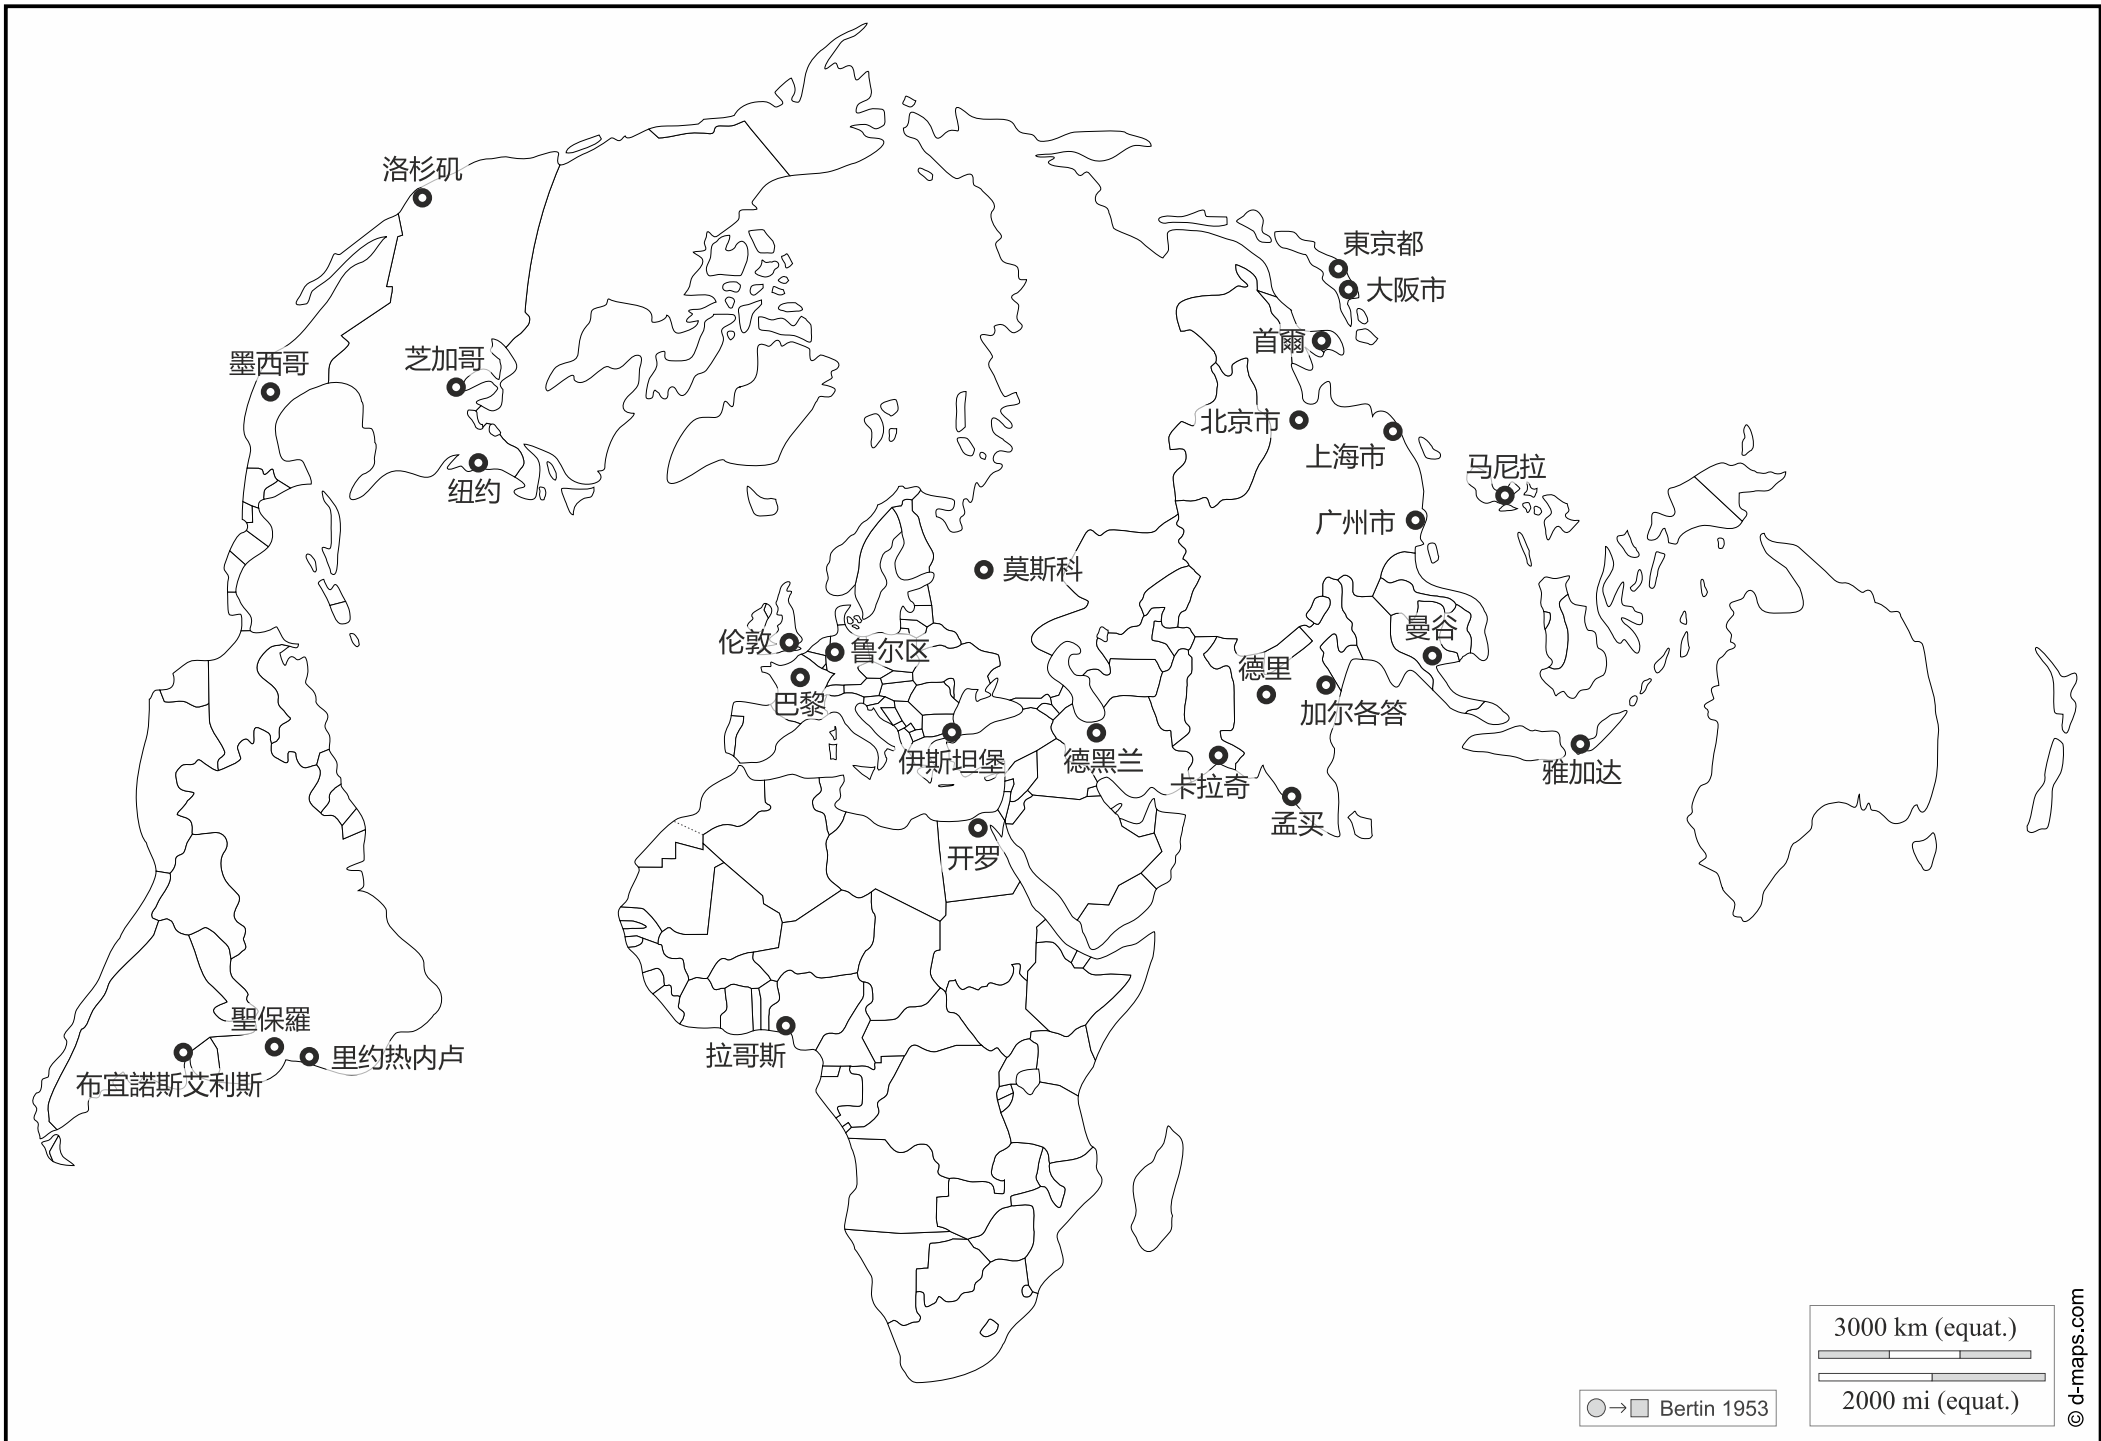 洛杉矶
東京都
大阪市
首爾
墨西哥
芝加哥
北京市
上海市
马尼拉
纽约
广州市
莫斯科
曼谷
伦敦
鲁尔区
德里
巴黎
加尔各答
伊斯坦堡
德黑兰
雅加达
卡拉奇
孟买
开罗
聖保羅
里约热内卢
拉哥斯
布宜諾斯艾利斯
3000 km (equat.)
2000 mi (equat.)
Bertin 1953
© d-maps.com